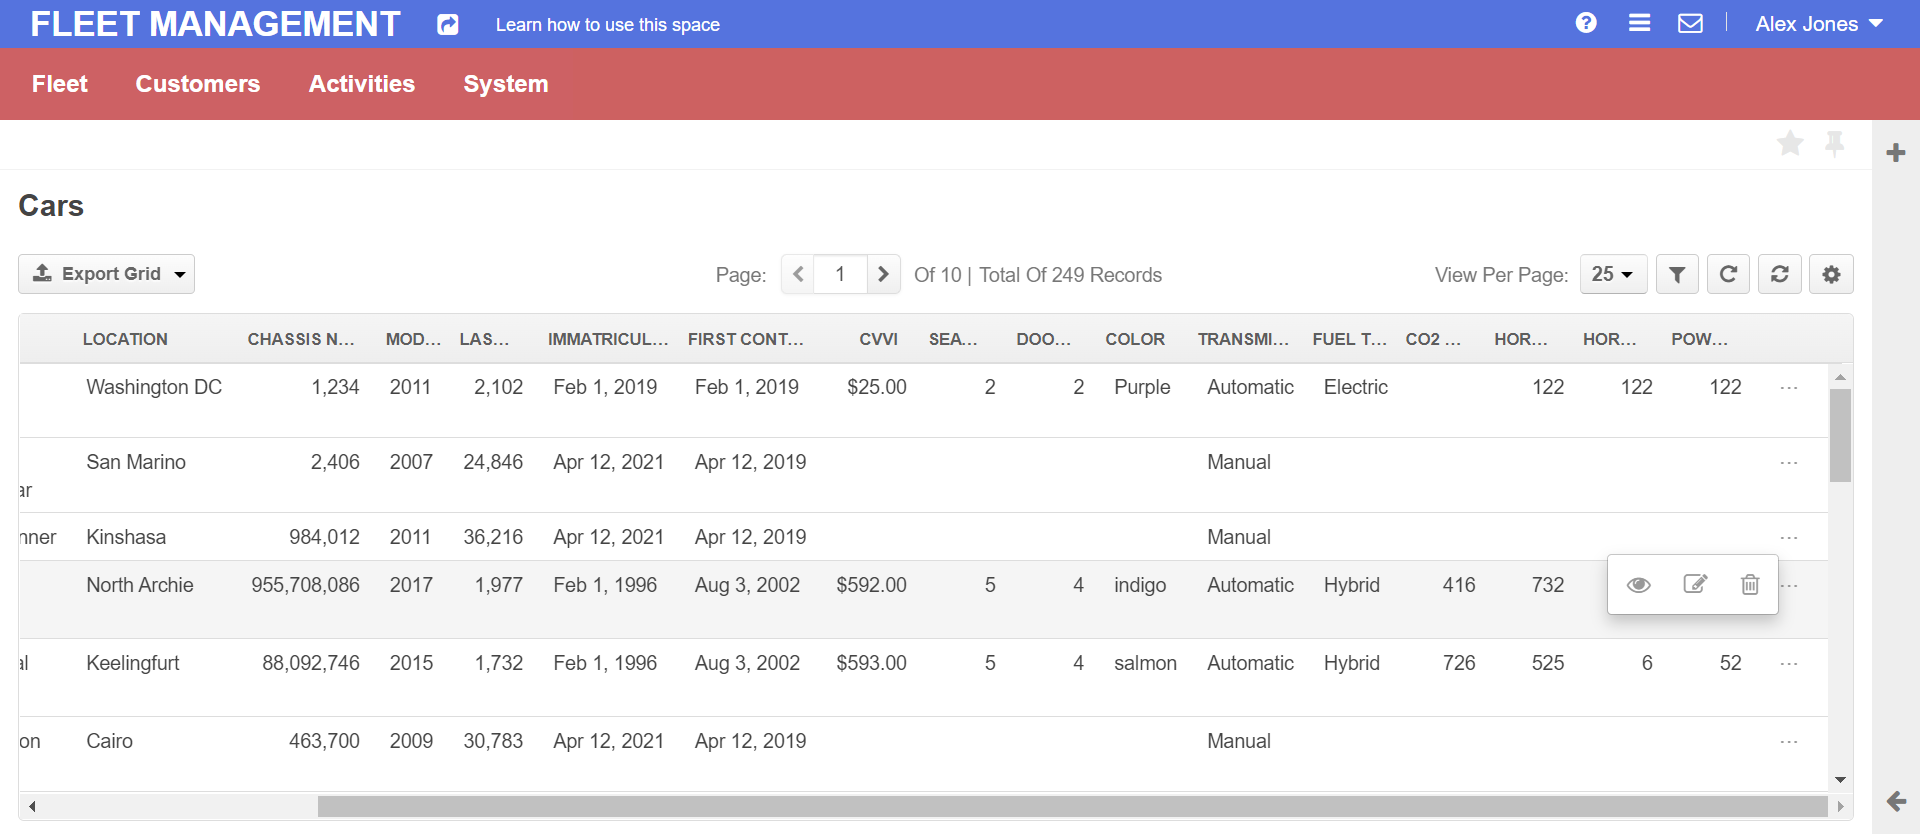 FLEET MANAGEMENT Learn how to use this space Alex Jones
Fleet Customers Activities System
Cars
Export Grid Page: 1 Of 10 | Total Of 249 Records View Per Page: 25
LOCATION CHASSIS N... MOD... LAS... IMMATRICUL... FIRST CONT... CVVI SEA... DOO... COLOR TRANSMI... FUEL T... CO2 ... HOR... HOR... POW...
Washington DC 1,234 2011 2,102 Feb 1, 2019 Feb 1, 2019 $25.00 2 2 Purple Automatic Electric 122 122 122 ...
San Marino 2,406 2007 24,846 Apr 12, 2021 Apr 12, 2019 Manual ...
ar
nner Kinshasa 984,012 2011 36,216 Apr 12, 2021 Apr 12, 2019 Manual ...
North Archie 955,708,086 2017 1,977 Feb 1, 1996 Aug 3, 2002 $592.00 5 4 indigo Automatic Hybrid 416 732 ...
al Keelingfurt 88,092,746 2015 1,732 Feb 1, 1996 Aug 3, 2002 $593.00 5 4 salmon Automatic Hybrid 726 525 6 52 ...
on Cairo 463,700 2009 30,783 Apr 12, 2021 Apr 12, 2019 Manual ...